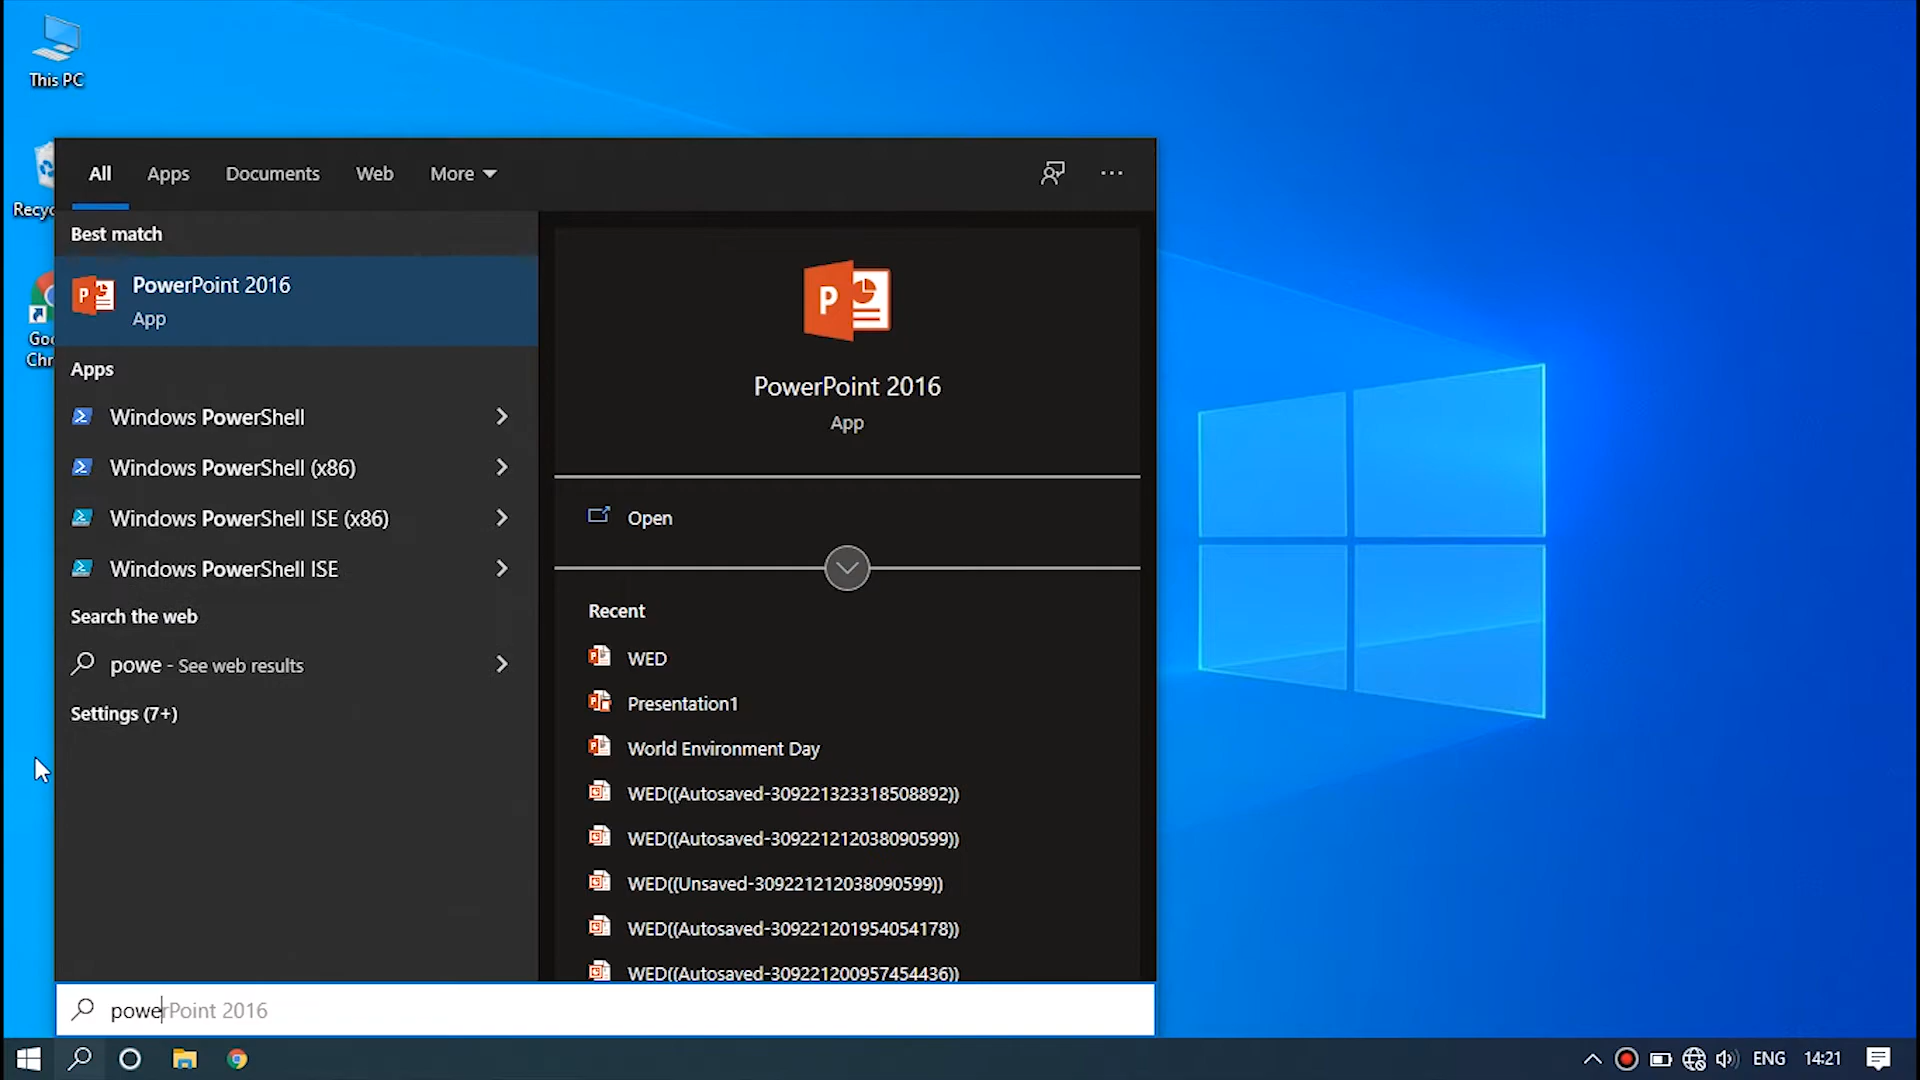 This PC
Recyc
Goo
Chr
All Apps Documents Web More
Best match
PowerPoint 2016
App
Apps
Windows PowerShell
Windows PowerShell (x86)
Windows PowerShell ISE (x86)
Windows PowerShell ISE
Search the web
powe - See web results
Settings (7+)
PowerPoint 2016
App
Open
Recent
WED
Presentation1
World Environment Day
WED((Autosaved-309221323318508892))
WED((Autosaved-309221212038090599))
WED((Unsaved-309221212038090599))
WED((Autosaved-309221201954054178))
WED((Autosaved-309221200957454436))
powerPoint 2016
ENG 14:21